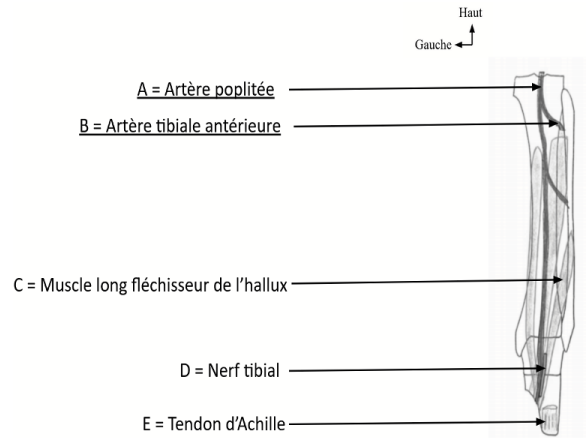 Haut
Gauche
A = Artère poplitée
B = Artère tibiale antérieure
C = Muscle long fléchisseur de l’hallux
D = Nerf tibial
E = Tendon d’Achille